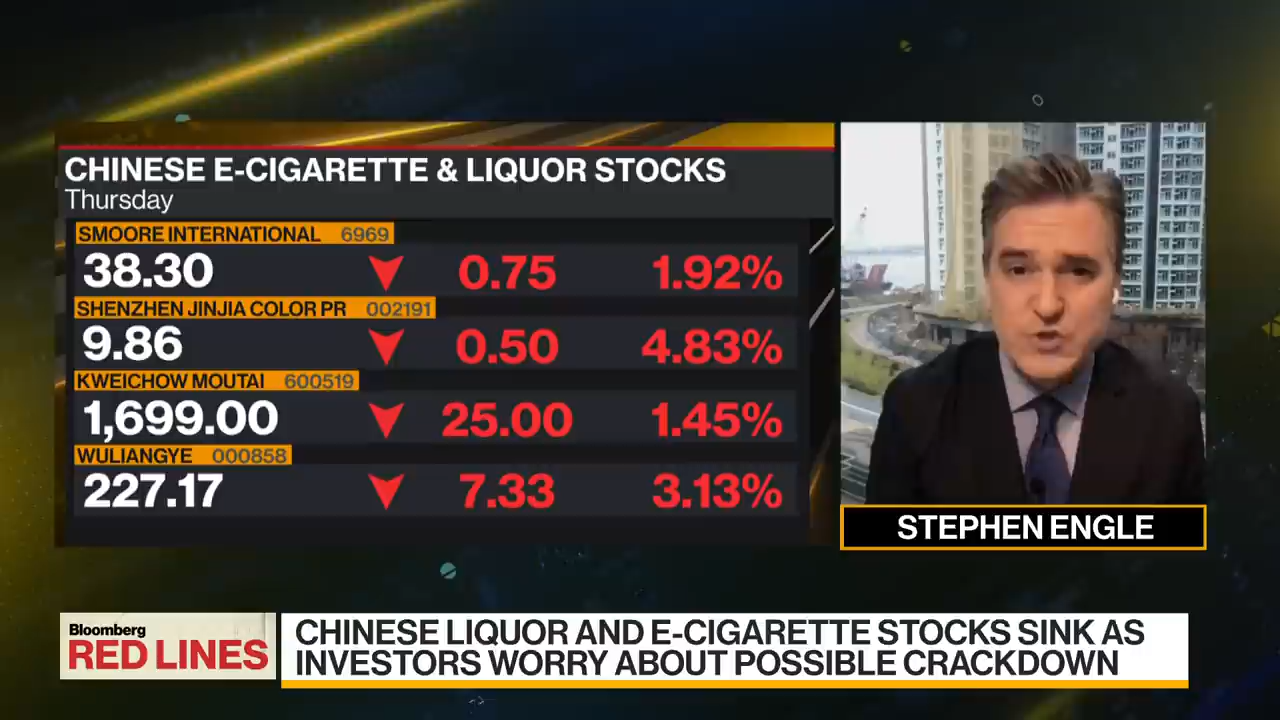 CHINESE E-CIGARETTE & LIQUOR STOCKS
Thursday
SMOORE INTERNATIONAL 6969
38.30 0.75 1.92%
SHENZHEN JINJIA COLOR PR 002191
9.86 0.50 4.83%
KWEICHOW MOUTAI 600519
1,699.00 25.00 1.45%
WULIANGYE 000858
227.17 7.33 3.13%
STEPHEN ENGLE
Bloomberg
RED LINES
CHINESE LIQUOR AND E-CIGARETTE STOCKS SINK AS
INVESTORS WORRY ABOUT POSSIBLE CRACKDOWN